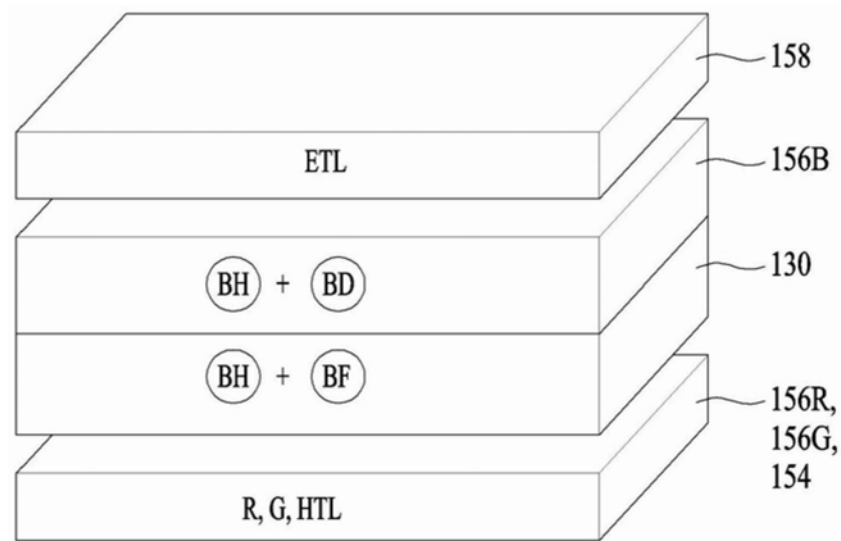 158
ETL
156B
BH + BD
130
BH + BF
156R,
156G,
154
R, G, HTL